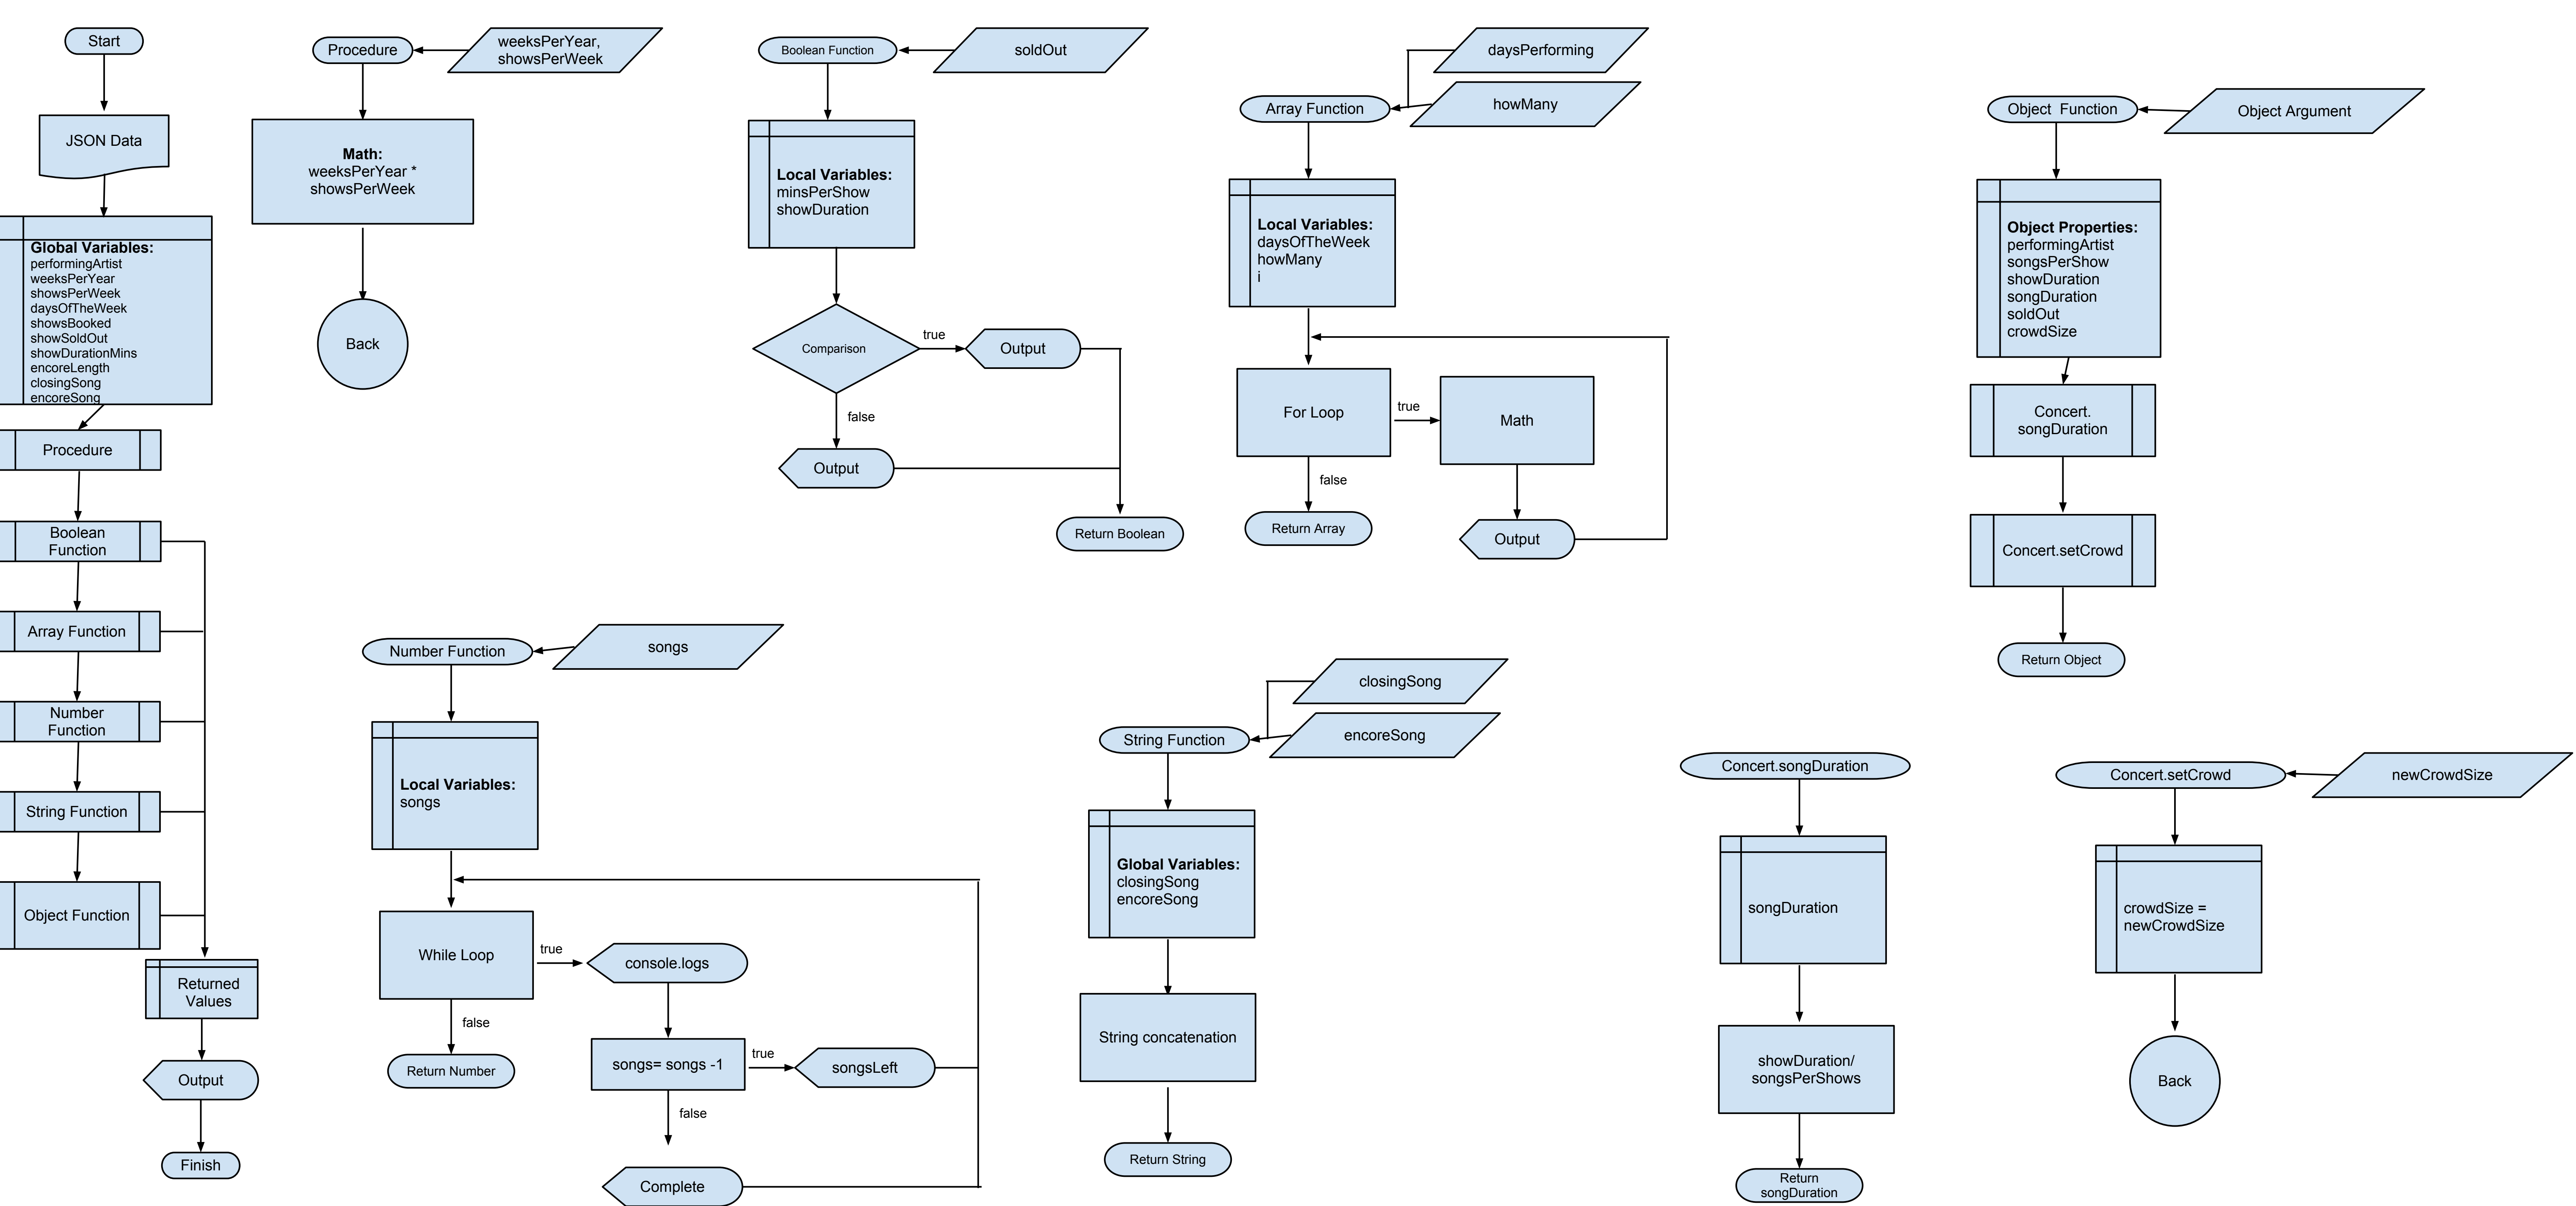 Start
JSON Data
Global Variables:
performingArtist
weeksPerYear
showsPerWeek
daysOfTheWeek
showsBooked
showSoldOut
showDurationMins
encoreLength
closingSong
encoreSong
Procedure
Boolean
Function
Array Function
Number
Function
String Function
Object Function
Returned
Values
Output
Finish
Procedure
weeksPerYear,
showsPerWeek
Math:
weeksPerYear *
showsPerWeek
Back
Boolean Function
soldOut
Local Variables:
minsPerShow
showDuration
Comparison
true
Output
false
Output
Return Boolean
Array Function
daysPerforming
howMany
Local Variables:
daysOfTheWeek
howMany
i
For Loop
true
Math
false
Return Array
Output
Object  Function
Object Argument
Object Properties:
performingArtist
songsPerShow
showDuration
songDuration
soldOut
crowdSize
Concert.
songDuration
Concert.setCrowd
Return Object
Number Function
songs
Local Variables:
songs
While Loop
true
console.logs
false
Return Number
songs= songs -1
true
songsLeft
false
Complete
String Function
closingSong
encoreSong
Global Variables:
closingSong
encoreSong
String concatenation
Return String
Concert.songDuration
songDuration
showDuration/
songsPerShows
Return
songDuration
Concert.setCrowd
newCrowdSize
crowdSize =
newCrowdSize
Back